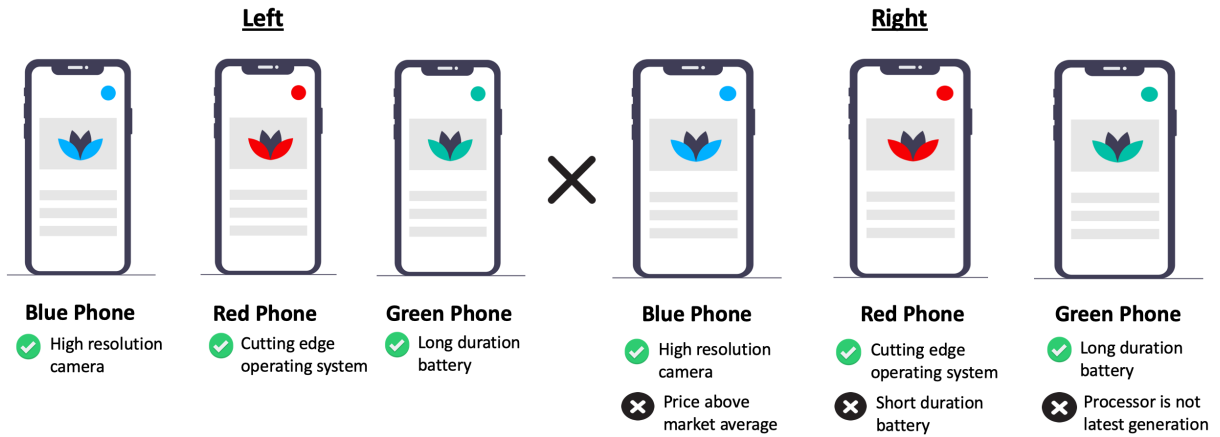 Left
Right
Blue Phone
High resolution
camera
Red Phone
Cutting edge
operating system
Green Phone
Long duration
battery
Blue Phone
High resolution
camera
Price above
market average
Red Phone
Cutting edge
operating system
Short duration
battery
Green Phone
Long duration
battery
Processor is not
latest generation